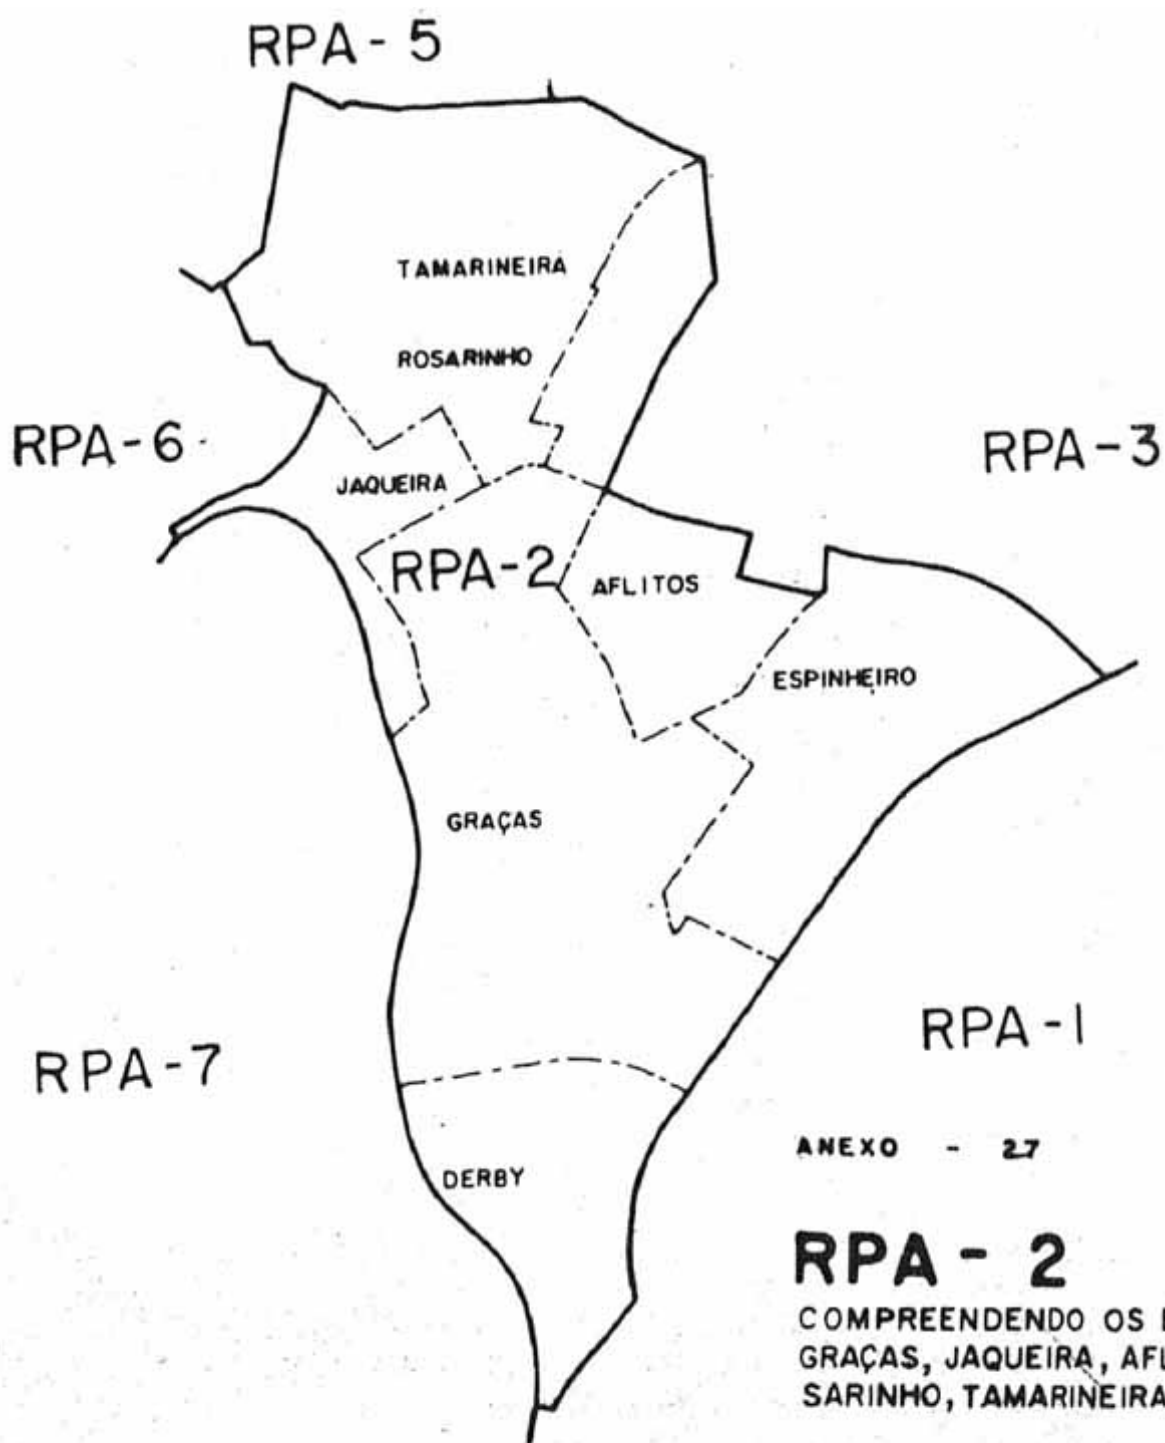 RPA - 5
TAMARINEIRA
ROSARINHO
RPA - 6
RPA - 3
JAQUEIRA
RPA - 2
AFLITOS
ESPINHEIRO
GRAÇAS
RPA - 1
RPA - 7
ANEXO - 27
DERBY
RPA - 2
COMPREENDENDO OS
GRAÇAS, JAQUEIRA,
SARINHO, TAMARINEIRA